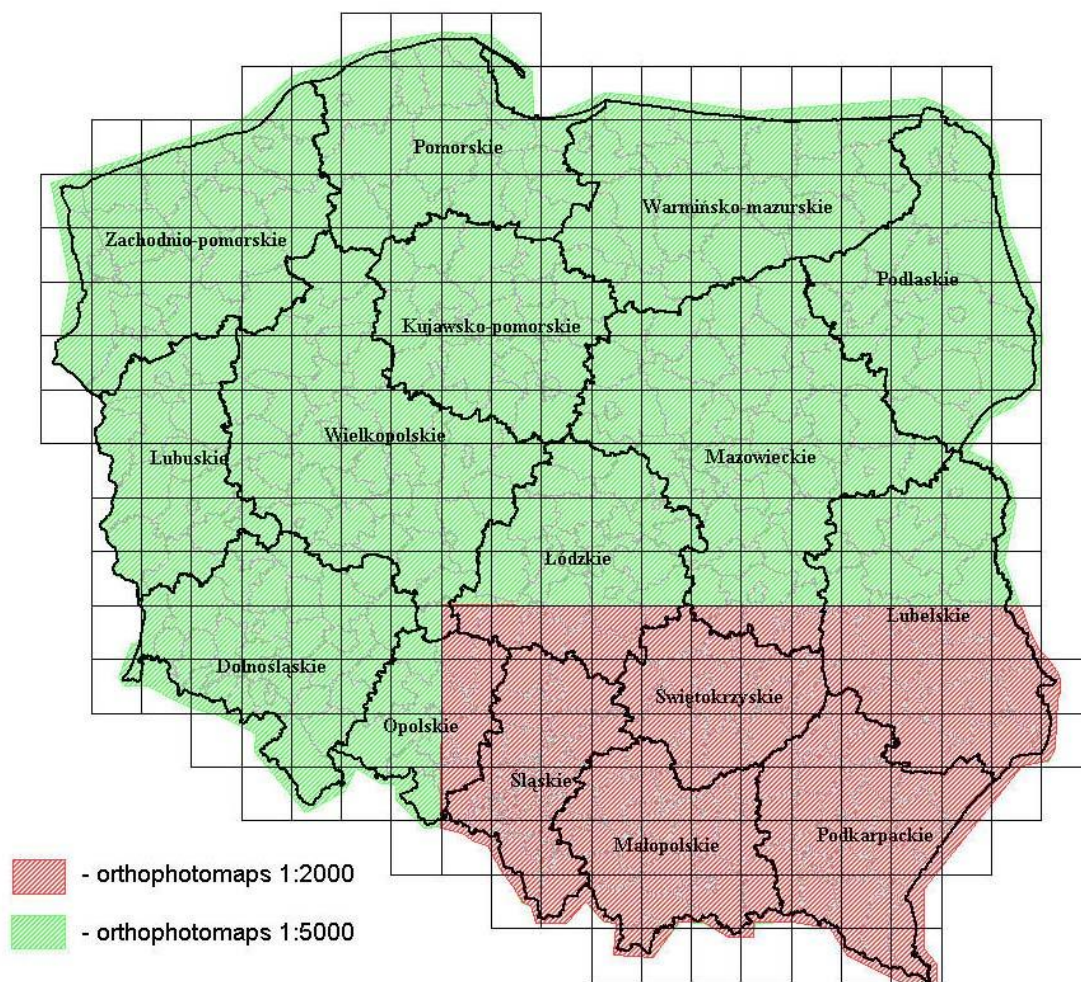 Pomorskie
Warmińsko-mazurskie
Zachodnio-pomorskie
Podlaskie
Kujawsko-pomorskie
Wielkopolskie
Lubuskie
Mazowieckie
Łódzkie
Lubelskie
Dolnośląskie
Świętokrzyskie
Opolskie
Śląskie
Małopolskie
Podkarpackie
- orthophotomaps 1:2000
- orthophotomaps 1:5000